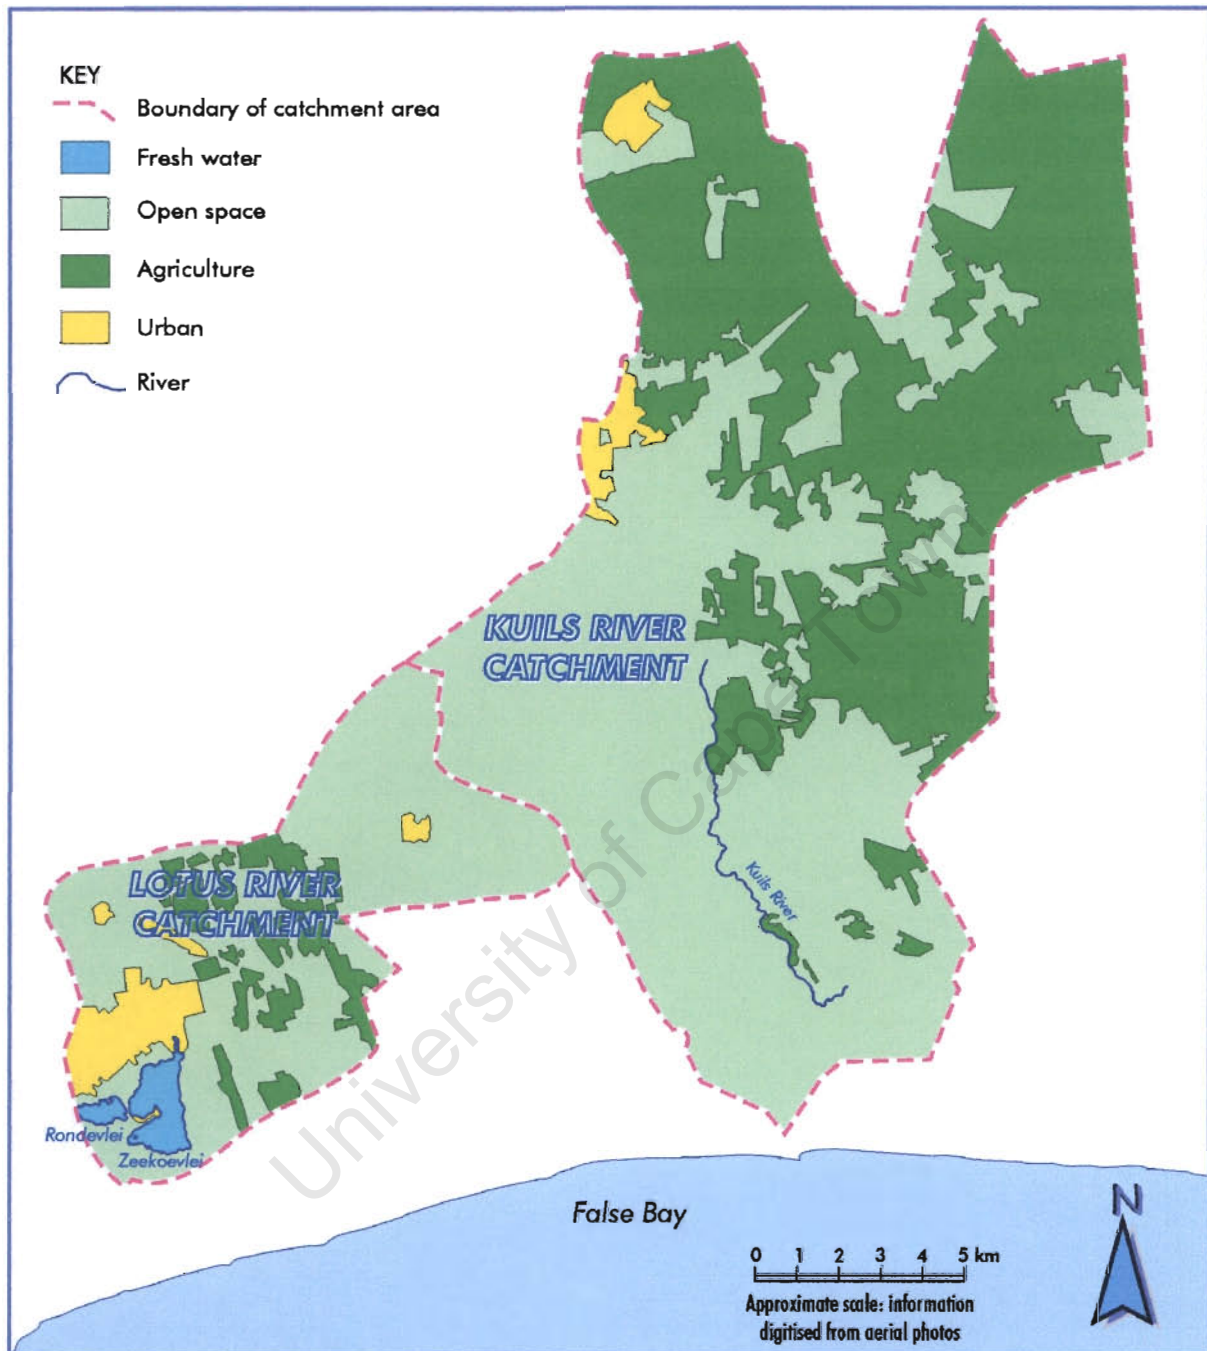 KEY
Boundary of catchment area
Fresh water
Open space
Agriculture
Urban
River
KUILS RIVER
CATCHMENT
LOTUS RIVER
CATCHMENT
Kuils River
Rondevlei
Zeekoevlei
False Bay
N
0 1 2 3 4 5 km
Approximate scale: information
digitised from aerial photos
University of Cape Town